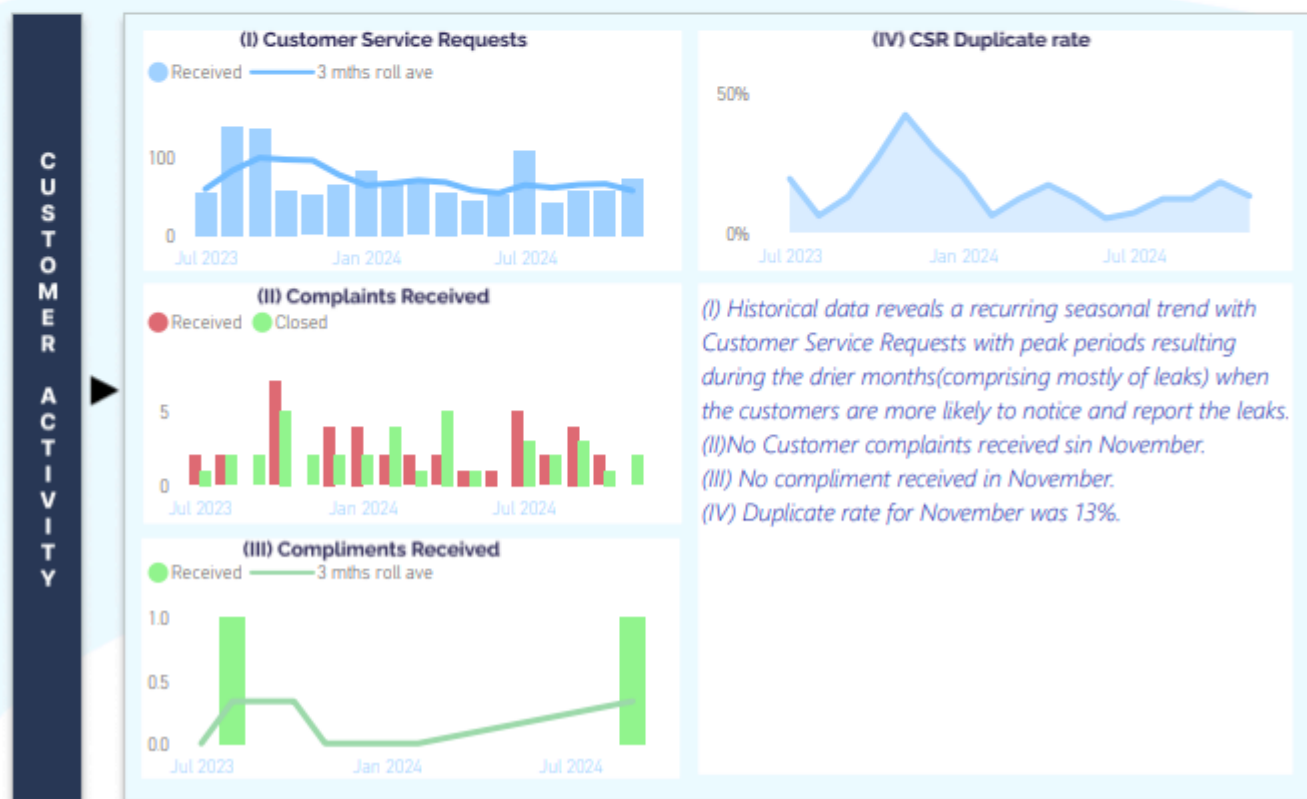 CUSTOMER ACTIVITY
(I) Customer Service Requests
Received 3 mths roll ave
100
0
Jul 2023 Jan 2024 Jul 2024
(II) Complaints Received
Received Closed
5
0
Jul 2023 Jan 2024 Jul 2024
(III) Compliments Received
Received 3 mths roll ave
1.0
0.5
0.0
Jul 2023 Jan 2024 Jul 2024
(IV) CSR Duplicate rate
50%
0%
Jul 2023 Jan 2024 Jul 2024
(I) Historical data reveals a recurring seasonal trend with
Customer Service Requests with peak periods resulting
during the drier months(comprising mostly of leaks) when
the customers are more likely to notice and report the leaks.
(II)No Customer complaints received sin November.
(III) No compliment received in November.
(IV) Duplicate rate for November was 13%.